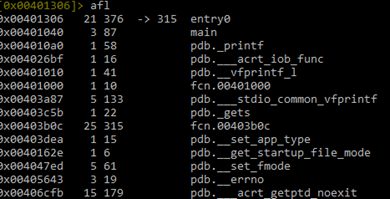 [0x00401306]> afl
0x00401306 21 376 -> 315 entry0
0x00401040 3 87 main
0x004010a0 1 58 pdb._printf
0x004026bf 1 16 pdb.___acrt_iob_func
0x00401010 1 41 pdb.__vfprintf_l
0x00401000 1 10 fcn.00401000
0x00403a87 5 133 pdb.___stdio_common_vfprintf
0x00403c5b 1 22 pdb._gets
0x00403b0c 25 315 fcn.00403b0c
0x00403dea 1 15 pdb.__set_app_type
0x0040162e 1 6 pdb.__get_startup_file_mode
0x004047ed 5 61 pdb.__set_fmode
0x00405643 3 19 pdb.__errno
0x00406cfb 15 179 pdb.___acrt_getptd_noexit